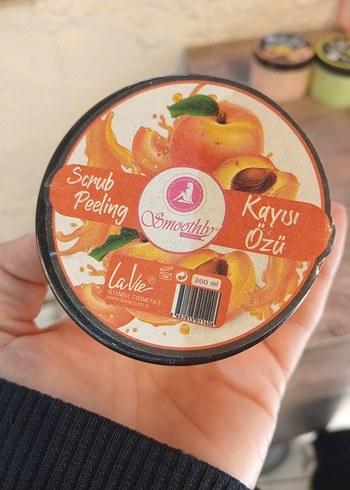 Scrub
Peeling
Smoothly
Kayısı
Özü
LaVie
ISTANBUL COSMETICS
200 ml